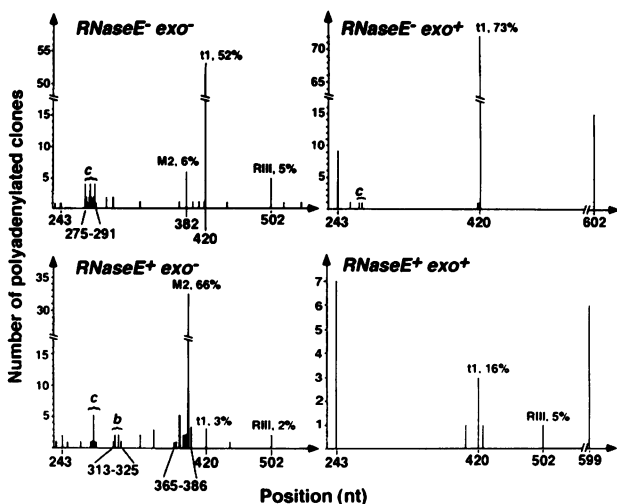 Number of polyadenylated clones
RNaseE⁻ exo⁻
55
50
15
10
5
t1, 52%
M2, 6%
RIII, 5%
c
243
275-291
382
420
502
RNaseE⁻ exo⁺
70
65
15
10
5
t1, 73%
c
243
420
602
RNaseE⁺ exo⁻
35
30
15
10
5
M2, 66%
c
b
t1, 3%
RIII, 2%
243
313-325
365-386
420
502
RNaseE⁺ exo⁺
7
6
5
4
3
2
1
t1, 16%
RIII, 5%
243
420
502
599
Position (nt)